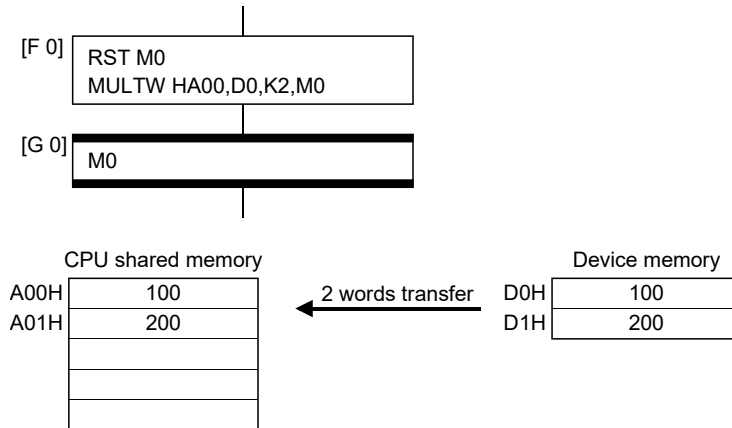 [F 0]
RST M0
MULTW HA00,D0,K2,M0
[G 0]
M0
CPU shared memory
Device memory
A00H 100 2 words transfer D0H 100
A01H 200 D1H 200